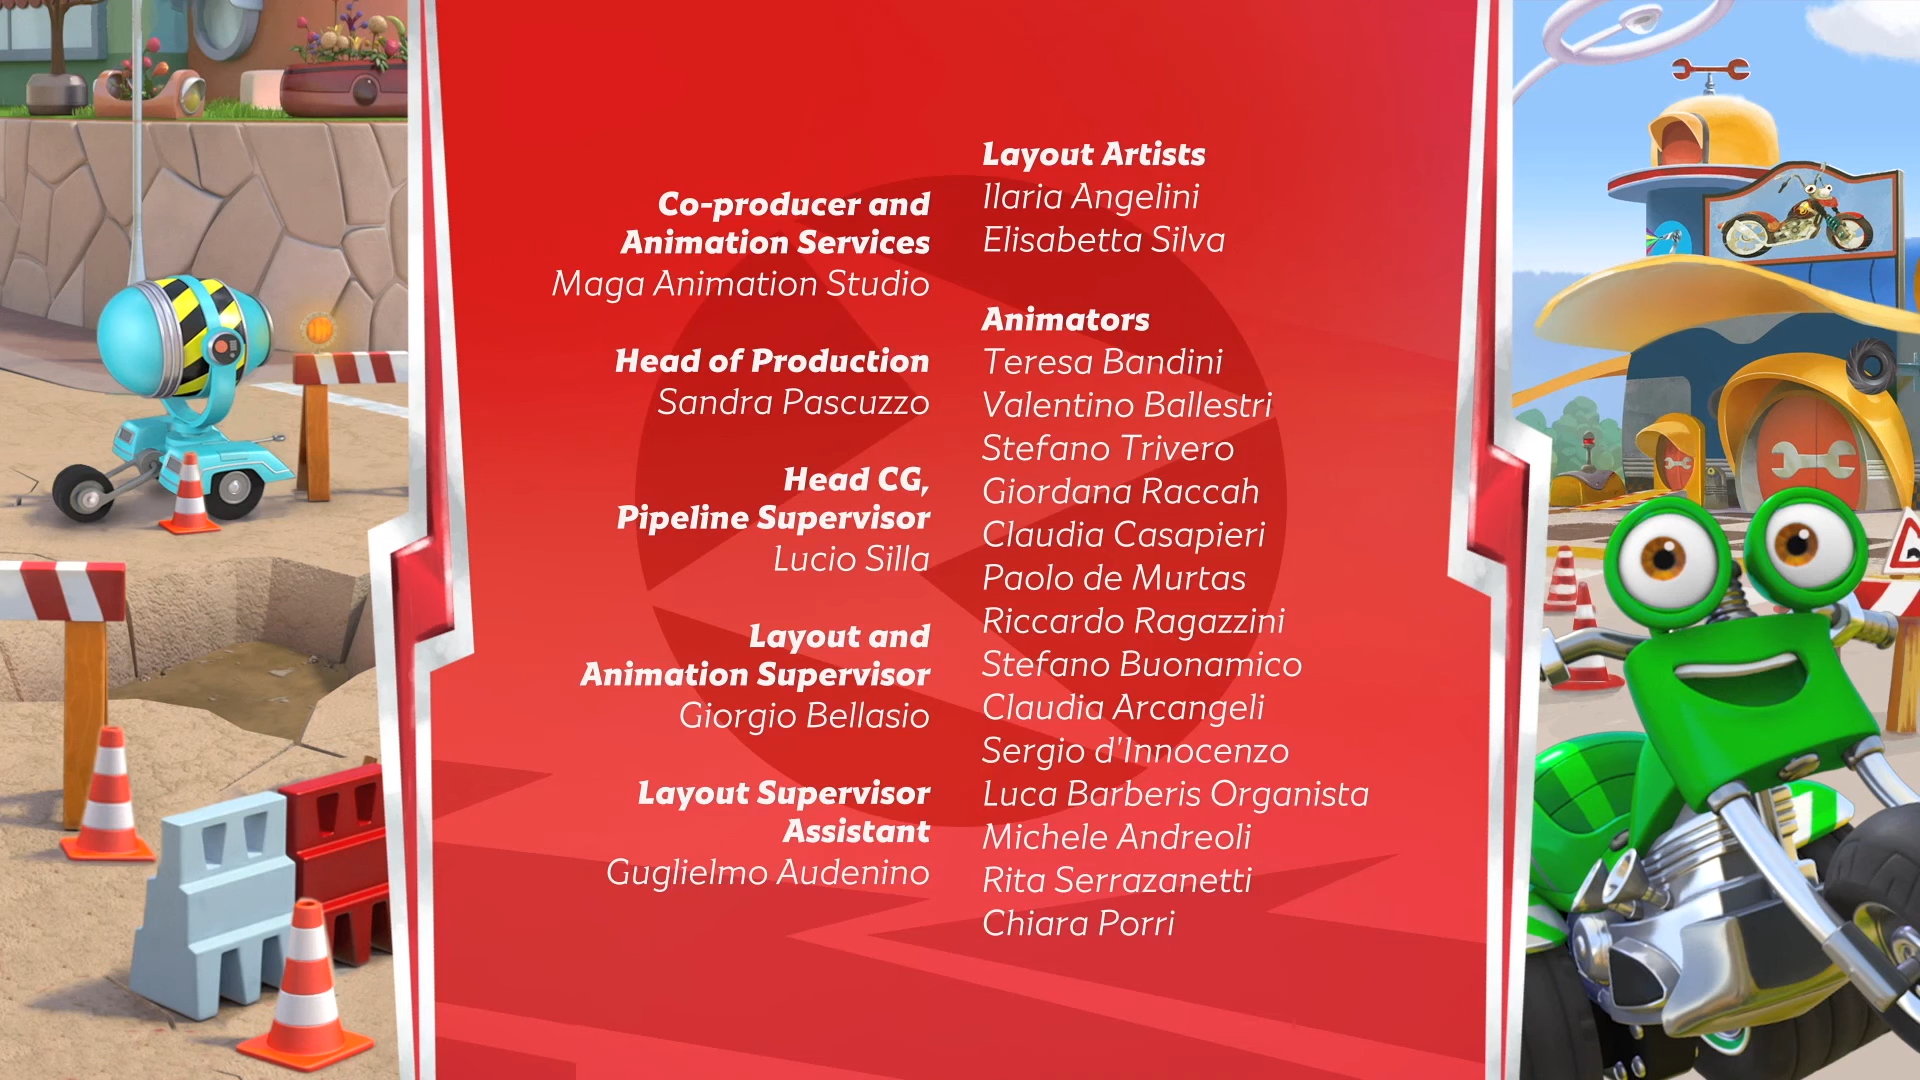 Co-producer and
Animation Services
Maga Animation Studio
Head of Production
Sandra Pascuzzo
Head CG,
Pipeline Supervisor
Lucio Silla
Layout and
Animation Supervisor
Giorgio Bellasio
Layout Supervisor
Assistant
Guglielmo Audenino
Layout Artists
Ilaria Angelini
Elisabetta Silva
Animators
Teresa Bandini
Valentino Ballestri
Stefano Trivero
Giordana Raccah
Claudia Casapieri
Paolo de Murtas
Riccardo Ragazzini
Stefano Buonamico
Claudia Arcangeli
Sergio d'Innocenzo
Luca Barberis Organista
Michele Andreoli
Rita Serrazanetti
Chiara Porri